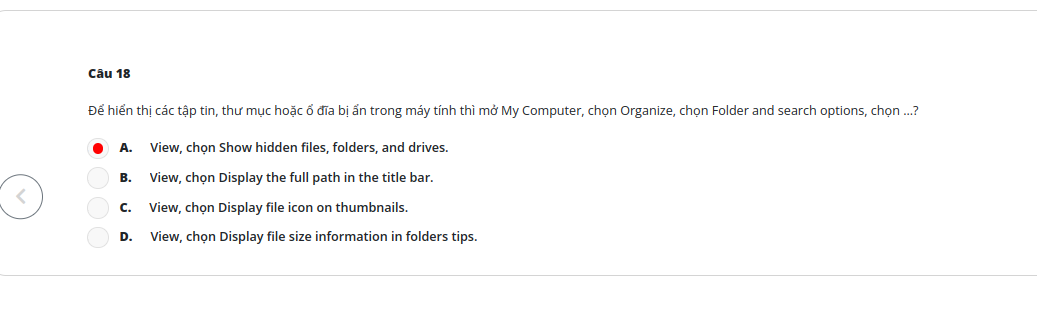 Câu 18
Để hiển thị các tập tin, thư mục hoặc ổ đĩa bị ẩn trong máy tính thì mở My Computer, chọn Organize, chọn Folder and search options, chọn ...?
A. View, chọn Show hidden files, folders, and drives.
B. View, chọn Display the full path in the title bar.
C. View, chọn Display file icon on thumbnails.
D. View, chọn Display file size information in folders tips.